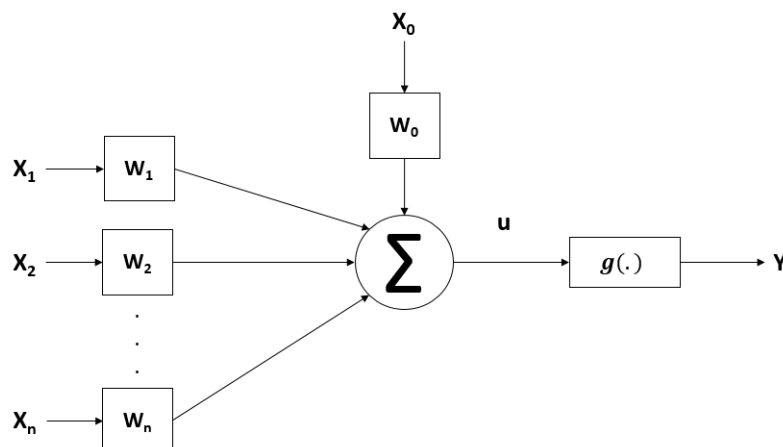 X₀
W₀
X₁ W₁
u
X₂ W₂ Σ g(.) Y
.
.
.
Xₙ Wₙ